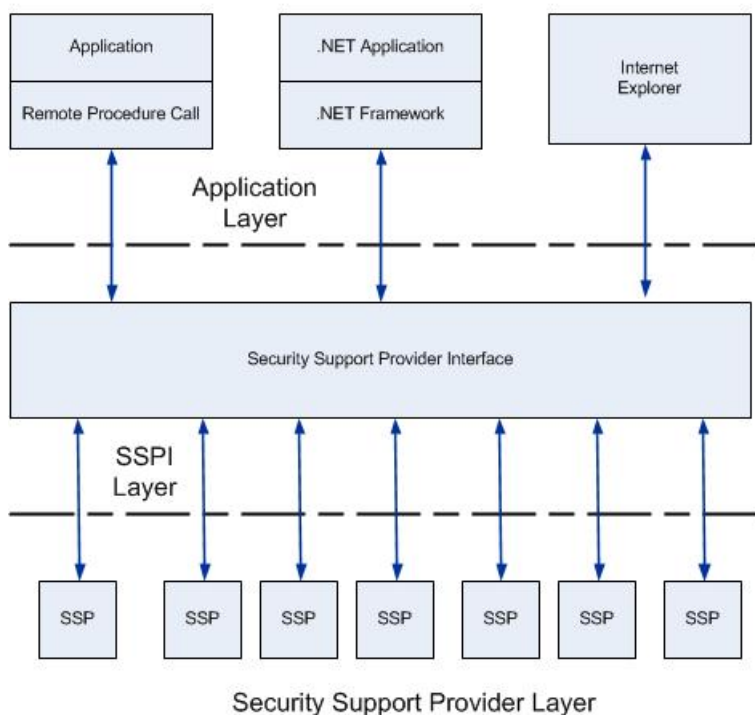 Application
.NET Application
Internet
Explorer
Remote Procedure Call
.NET Framework
Application
Layer
Security Support Provider Interface
SSPI
Layer
SSP
SSP
SSP
SSP
SSP
SSP
SSP
Security Support Provider Layer